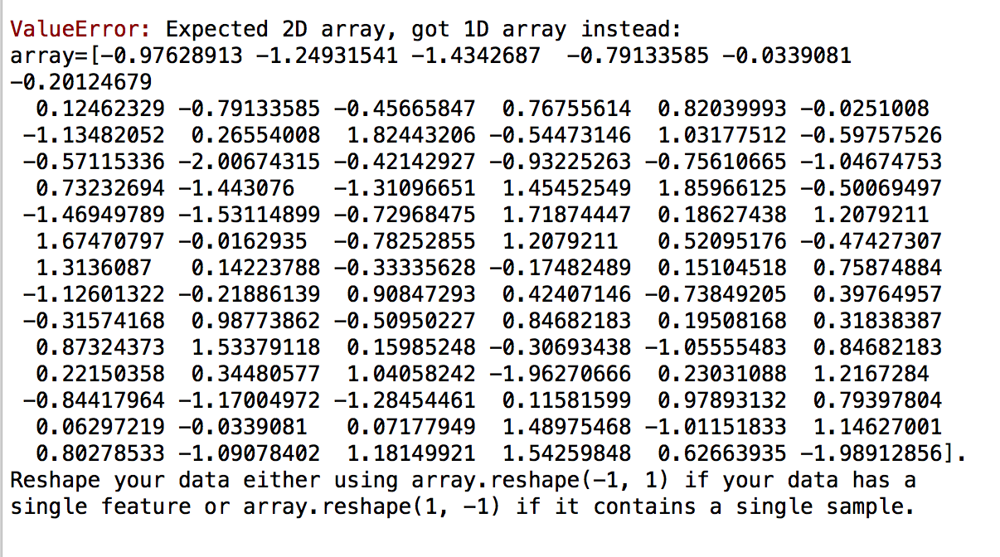 ValueError: Expected 2D array, got 1D array instead:
array=[-0.97628913 -1.24931541 -1.4342687  -0.79133585 -0.0339081
-0.20124679
  0.12462329 -0.79133585 -0.45665847  0.76755614  0.82039993 -0.0251008
 -1.13482052  0.26554008  1.82443206 -0.54473146  1.03177512 -0.59757526
 -0.57115336 -2.00674315 -0.42142927 -0.93225263 -0.75610665 -1.04674753
  0.73232694 -1.443076   -1.31096651  1.45452549  1.85966125 -0.50069497
 -1.46949789 -1.53114899 -0.72968475  1.71874447  0.18627438  1.2079211
  1.67470797 -0.0162935  -0.78252855  1.2079211   0.52095176 -0.47427307
  1.3136087   0.14223788 -0.33335628 -0.17482489  0.15104518  0.75874884
 -1.12601322 -0.21886139  0.90847293  0.42407146 -0.73849205  0.39764957
 -0.31574168  0.98773862 -0.50950227  0.84682183  0.19508168  0.31838387
  0.87324373  1.53379118  0.15985248 -0.30693438 -1.05555483  0.84682183
  0.22150358  0.34480577  1.04058242 -1.96270666  0.23031088  1.2167284
 -0.84417964 -1.17004972 -1.28454461  0.11581599  0.97893132  0.79397804
  0.06297219 -0.0339081   0.07177949  1.48975468 -1.01151833  1.14627001
  0.80278533 -1.09078402  1.18149921  1.54259848  0.62663935 -1.98912856].
Reshape your data either using array.reshape(-1, 1) if your data has a
single feature or array.reshape(1, -1) if it contains a single sample.